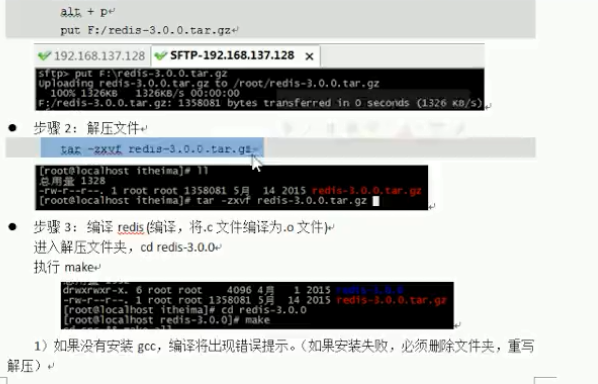 alt + p
put F:/redis-3.0.0.tar.gz
192.168.137.128 SFTP-192.168.137.128 ×
sftp> put F:\redis-3.0.0.tar.gz
Uploading redis-3.0.0.tar.gz to /root/redis-3.0.0.tar.gz
100% 1326KB 1326KB/s 00:00:00
F:/redis-3.0.0.tar.gz: 1358081 bytes transferred in 0 seconds (1326 KB/s)
● 步骤 2：解压文件
tar -zxvf redis-3.0.0.tar.gz
[root@localhost itheima]# ll
总用量 1328
-rw-r--r--. 1 root root 1358081 5月 14 2015 redis-3.0.0.tar.gz
[root@localhost itheima]# tar -zxvf redis-3.0.0.tar.gz
● 步骤 3：编译 redis (编译，将.c 文件编译为.o 文件)
进入解压文件夹，cd redis-3.0.0
执行 make
drwxrwxr-x. 6 root root 4096 4月 1 2015 redis-3.0.0
-rw-r--r--. 1 root root 1358081 5月 14 2015 redis-3.0.0.tar.gz
[root@localhost itheima]# cd redis-3.0.0
[root@localhost redis-3.0.0]# make
1）如果没有安装 gcc，编译将出现错误提示。（如果安装失败，必须删除文件夹，重写
解压）